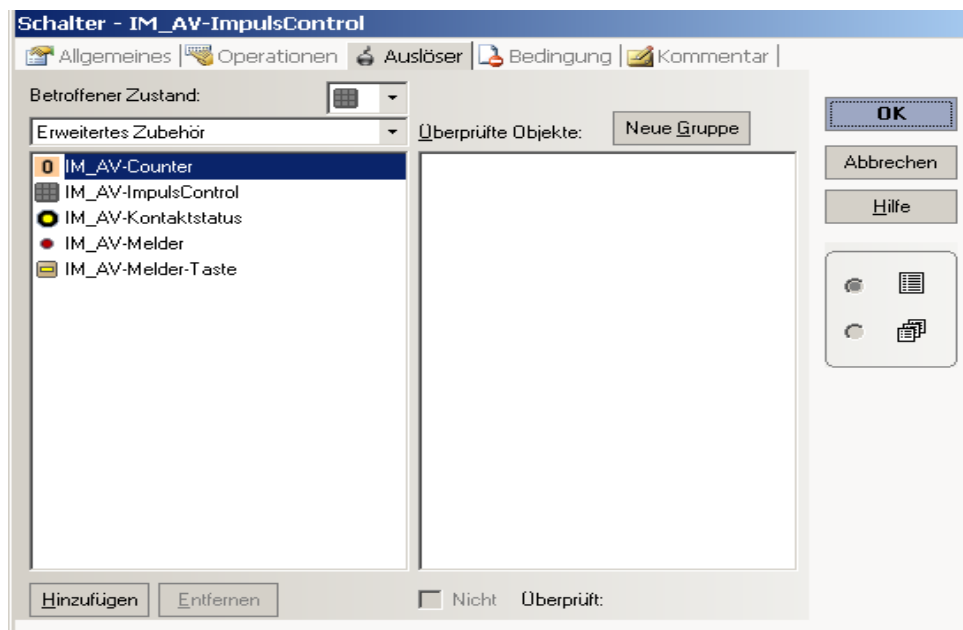 Schalter - IM_AV-ImpulsControl
Allgemeines Operationen Auslöser Bedingung Kommentar
Betroffener Zustand:
Erweitertes Zubehör
Überprüfte Objekte:
Neue Gruppe
0 IM_AV-Counter
IM_AV-ImpulsControl
IM_AV-Kontaktstatus
IM_AV-Melder
IM_AV-Melder-Taste
Hinzufügen
Entfernen
Nicht
Überprüft:
OK
Abbrechen
Hilfe